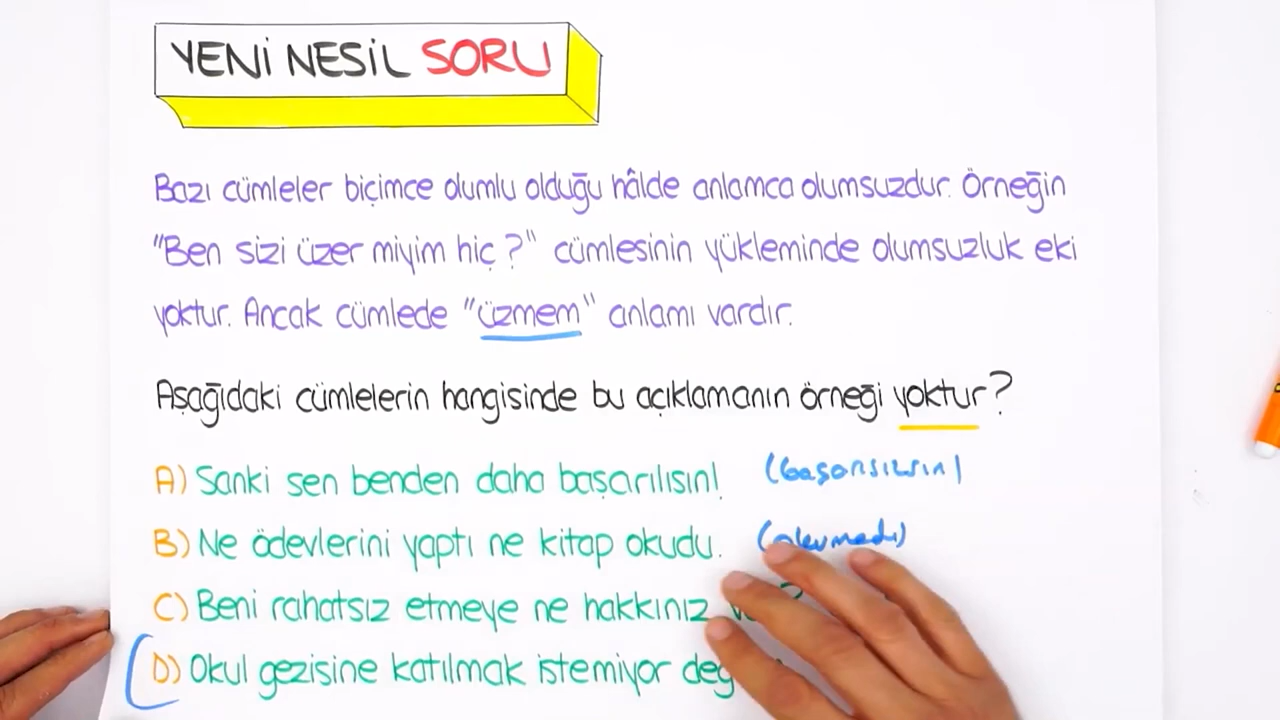 YENİ NESİL SORU
Bazı cümleler biçimce olumlu olduğu hâlde anlamca olumsuzdur. Örneğin
"Ben sizi üzer miyim hiç?" cümlesinin yükleminde olumsuzluk eki
yoktur. Ancak cümlede "üzmem" anlamı vardır.
Aşağıdaki cümlelerin hangisinde bu açıklamanın örneği yoktur?
A) Sanki sen benden daha başarılısın! (başarısızsın)
B) Ne ödevlerini yaptı ne kitap okudu. (okumadı)
C) Beni rahatsız etmeye ne hakkınız
D) Okul gezisine katılmak istemiyor